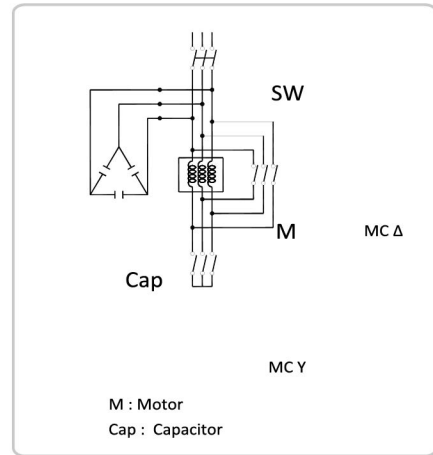 SW
M
MC Δ
Cap
MC Y
M : Motor
Cap : Capacitor